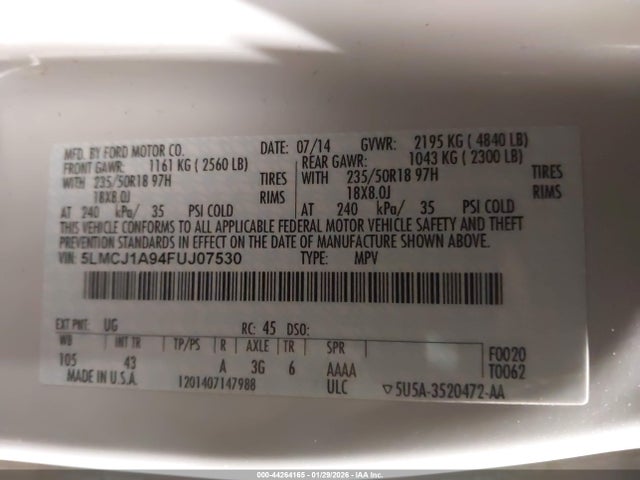 MFD. BY FORD MOTOR CO. DATE: 07/14 GVWR: 2195 KG ( 4840 LB)
FRONT GAWR: 1161 KG ( 2560 LB) REAR GAWR: 1043 KG ( 2300 LB)
WITH 235/50R18 97H TIRES WITH 235/50R18 97H TIRES
18X8.0J RIMS 18X8.0J RIMS
AT 240 kPa/ 35 PSI COLD AT 240 kPa/ 35 PSI COLD
THIS VEHICLE CONFORMS TO ALL APPLICABLE FEDERAL MOTOR VEHICLE SAFETY AND THEFT
PREVENTION STANDARDS IN EFFECT ON THE DATE OF MANUFACTURE SHOWN ABOVE.
VIN: 5LMCJ1A94FUJ07530 TYPE: MPV
EXT PNT: UG RC: 45 DSO:
WB INT TR TP/PS R AXLE TR SPR F0020
105 43 A 3G 6 AAAA T0062
MADE IN U.S.A. 1201407147988 ULC ▽5U5A-3520472-AA
000-44264165 - 01/29/2026 - IAA Inc.